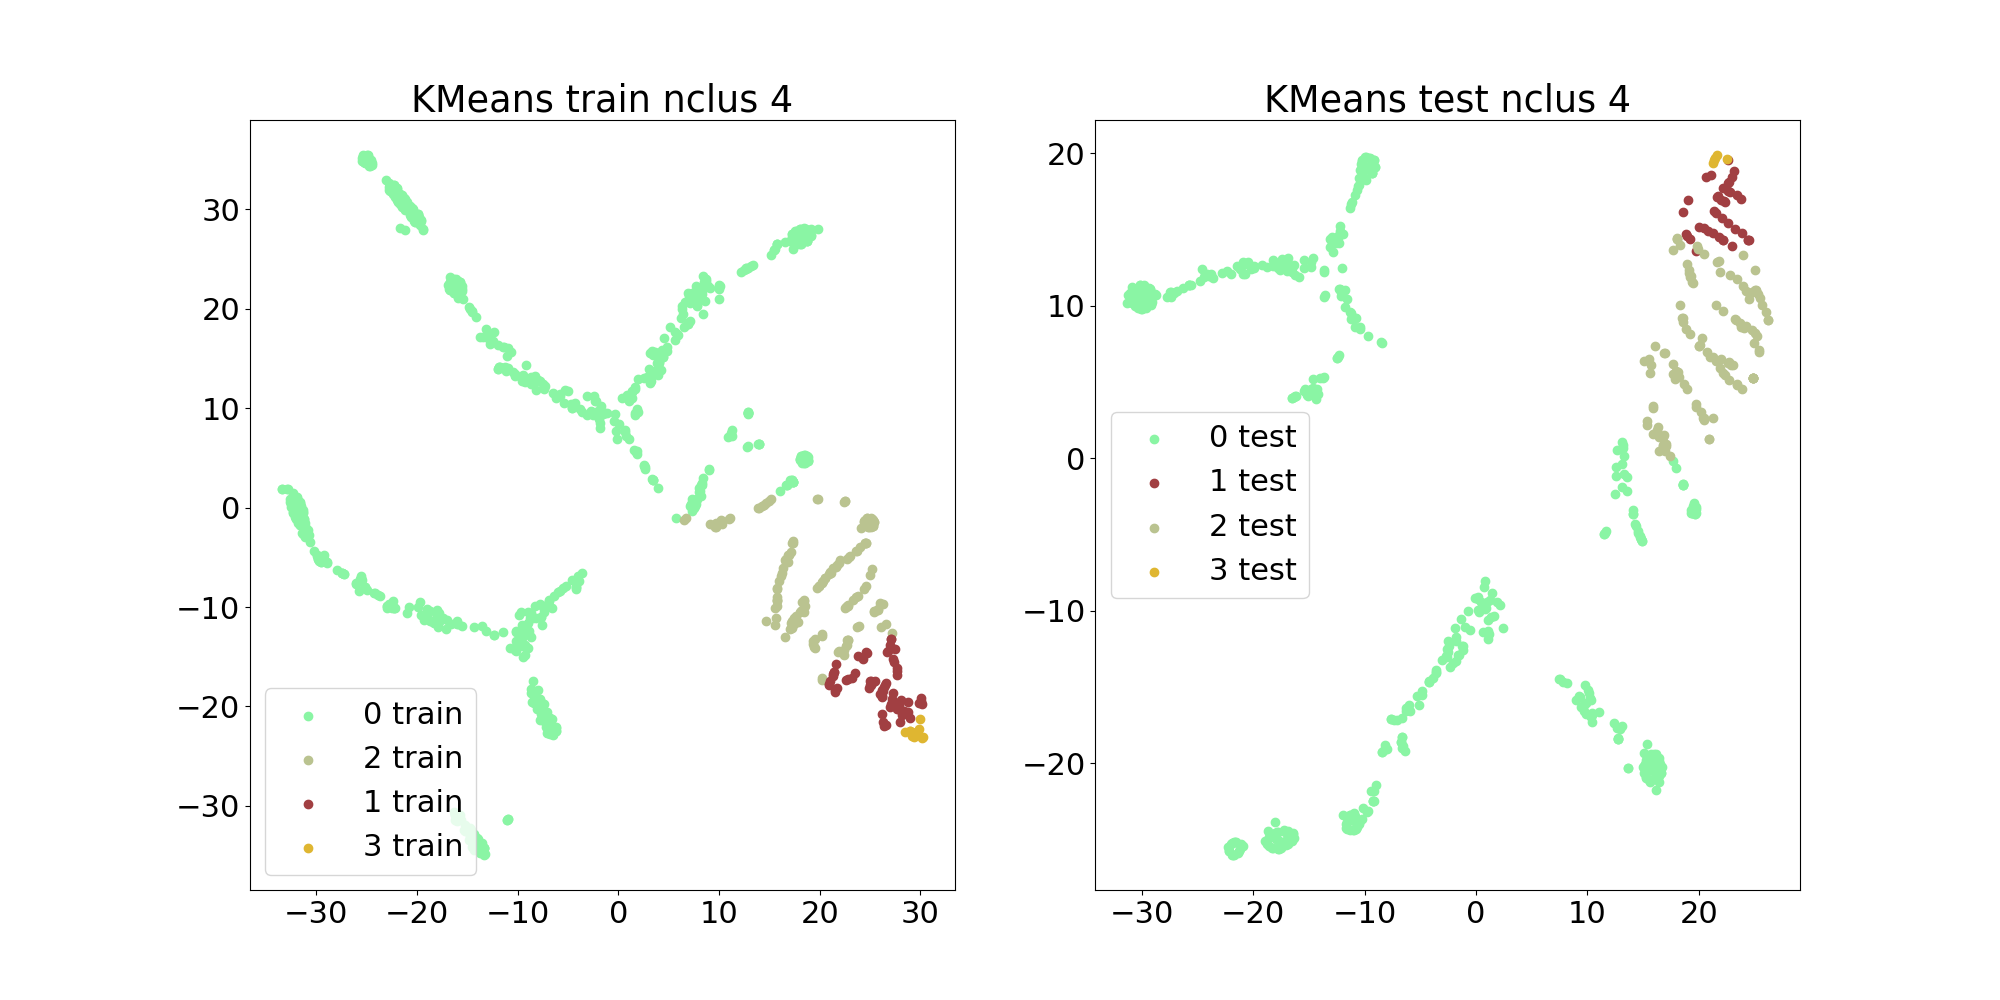 KMeans train nclus 4
30
20
10
0
−10
−20
−30
−30 −20 −10 0 10 20 30
0 train
2 train
1 train
3 train
KMeans test nclus 4
20
10
0
−10
−20
−30 −20 −10 0 10 20
0 test
1 test
2 test
3 test